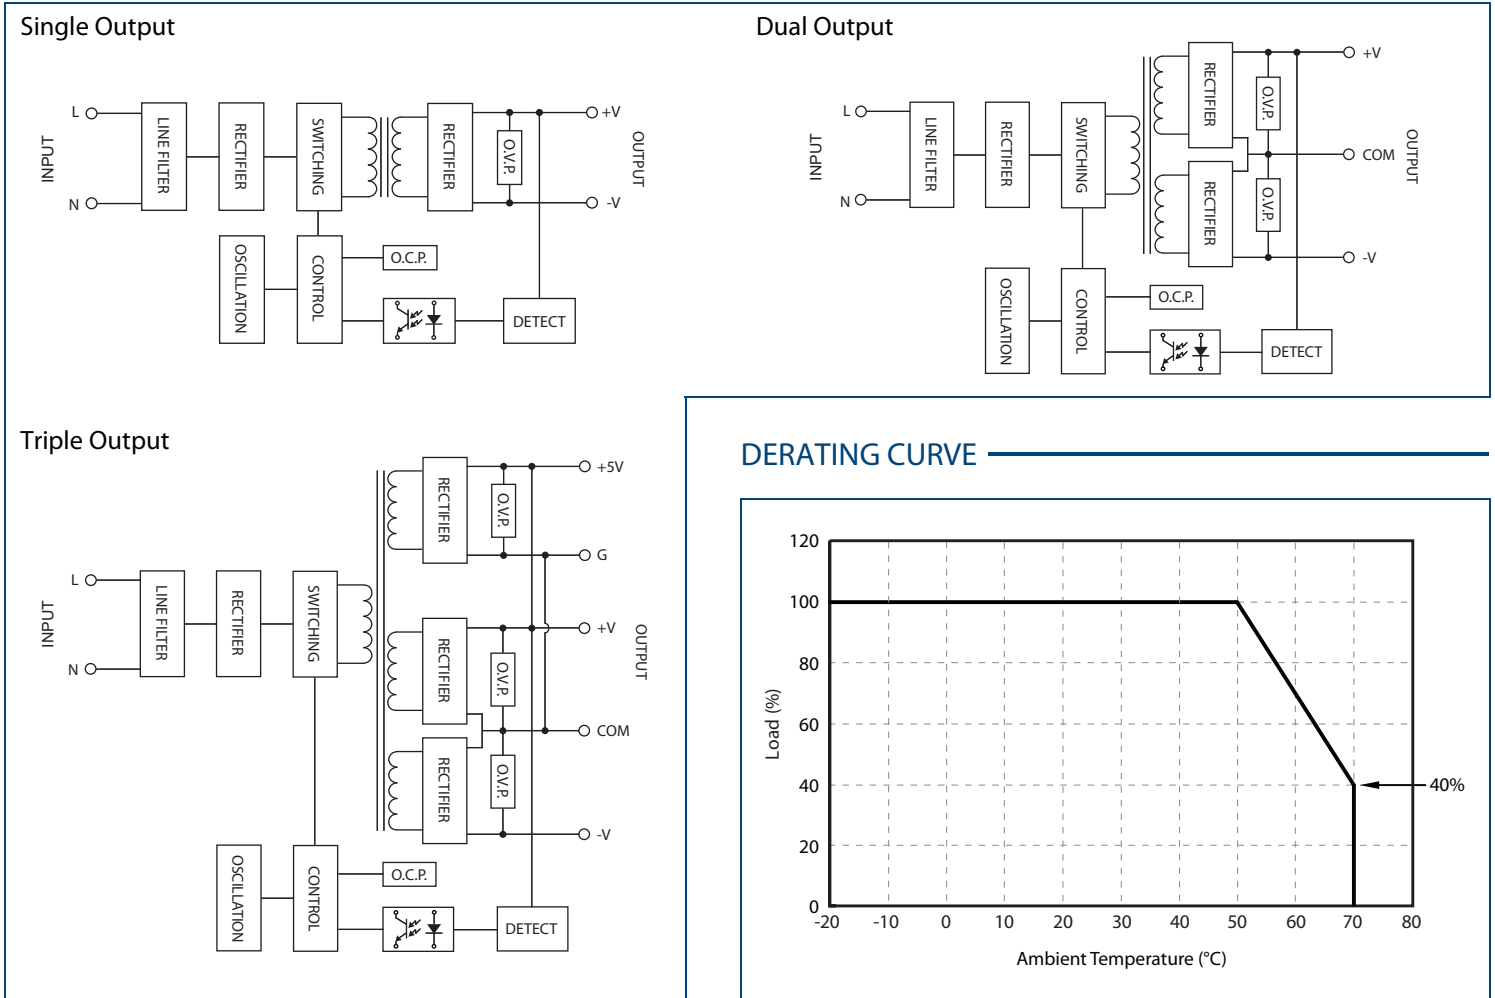 Single Output
L
N
INPUT
LINE FILTER
RECTIFIER
SWITCHING
RECTIFIER
O.V.P.
+V
-V
OUTPUT
OSCILLATION
CONTROL
O.C.P.
DETECT
Dual Output
L
N
INPUT
LINE FILTER
RECTIFIER
SWITCHING
RECTIFIER
RECTIFIER
O.V.P.
O.V.P.
+V
COM
-V
OUTPUT
OSCILLATION
CONTROL
O.C.P.
DETECT
Triple Output
L
N
INPUT
LINE FILTER
RECTIFIER
SWITCHING
RECTIFIER
RECTIFIER
RECTIFIER
O.V.P.
O.V.P.
O.V.P.
+5V
G
+V
COM
-V
OUTPUT
OSCILLATION
CONTROL
O.C.P.
DETECT
DERATING CURVE
120
100
80
60
40
20
0
Load (%)
40%
-20 -10 0 10 20 30 40 50 60 70 80
Ambient Temperature (°C)